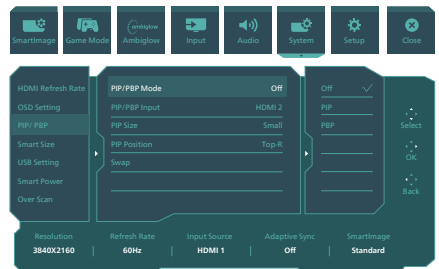 SmartImage Game Mode Ambiglow Input Audio System Setup Close
ambiglow
HDMI Refresh Rate
OSD Setting
PIP/ PBP
Smart Size
USB Setting
Smart Power
Over Scan
PIP/PBP Mode Off
PIP/PBP Input HDMI 2
PIP Size Small
PIP Position Top-R
Swap
Off
PIP
PBP
Select
OK
Back
Resolution Refresh Rate Input Source Adaptive Sync SmartImage
3840X2160 60Hz HDMI 1 Off Standard